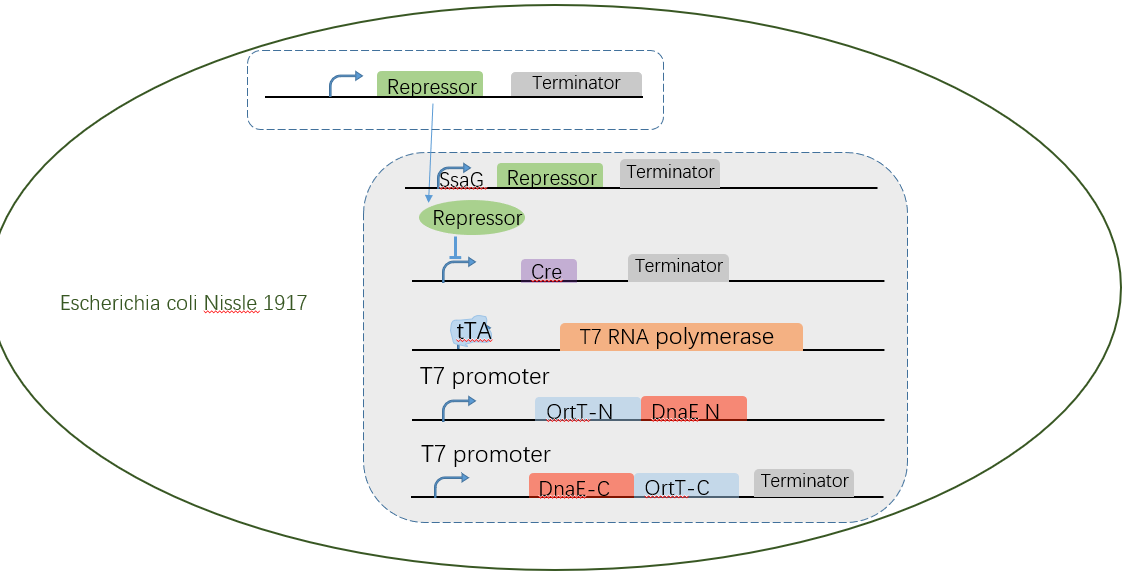 Repressor
Terminator
SsaG
Repressor
Terminator
Repressor
Cre
Terminator
Escherichia coli Nissle 1917
tTA
T7 RNA polymerase
T7 promoter
OrtT-N
DnaE N
T7 promoter
DnaE-C
OrtT-C
Terminator